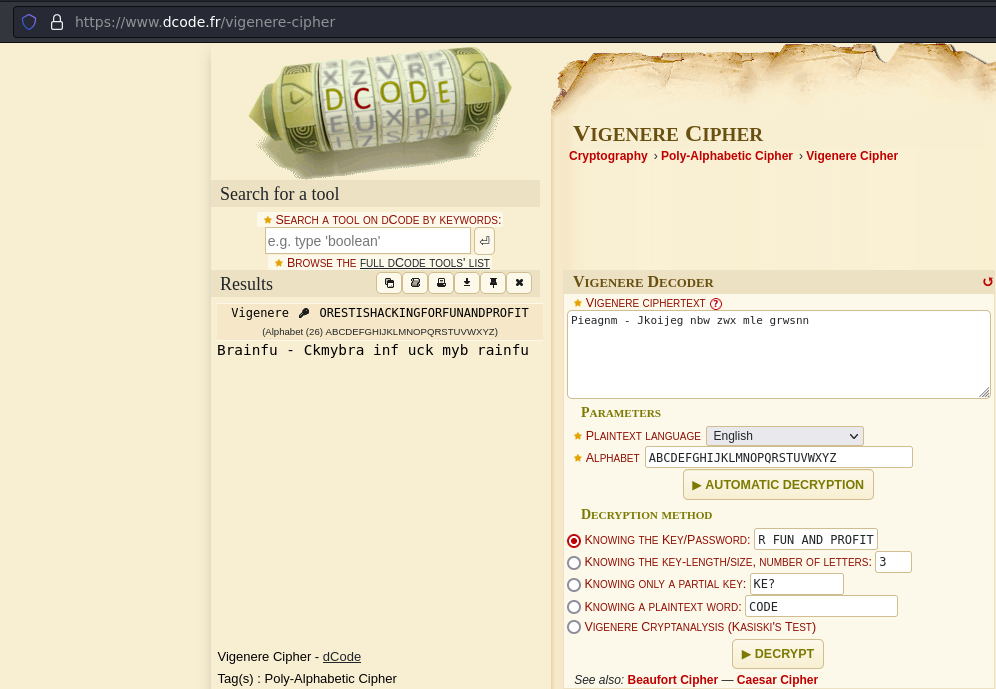 https://www.dcode.fr/vigenere-cipher
X Z V R T
D C O D E
E U X P L
Search for a tool
★ Search a tool on dCode by keywords:
e.g. type 'boolean'
★ Browse the full dCode tools' list
Results
Vigenere ORESTISHACKINGFORFUNANDPROFIT
(Alphabet (26) ABCDEFGHIJKLMNOPQRSTUVWXYZ)
Brainfu - Ckmybra inf uck myb rainfu
Vigenere Cipher - dCode
Tag(s) : Poly-Alphabetic Cipher
Vigenere Cipher
Cryptography › Poly-Alphabetic Cipher › Vigenere Cipher
Vigenere Decoder
★ Vigenere ciphertext ?
Pieagnm - Jkoijeg nbw zwx mle grwsnn
Parameters
★ Plaintext language English
★ Alphabet ABCDEFGHIJKLMNOPQRSTUVWXYZ
▶ AUTOMATIC DECRYPTION
Decryption method
Knowing the Key/Password: R FUN AND PROFIT
Knowing the key-length/size, number of letters: 3
Knowing only a partial key: KE?
Knowing a plaintext word: CODE
Vigenere Cryptanalysis (Kasiski's Test)
▶ DECRYPT
See also: Beaufort Cipher — Caesar Cipher